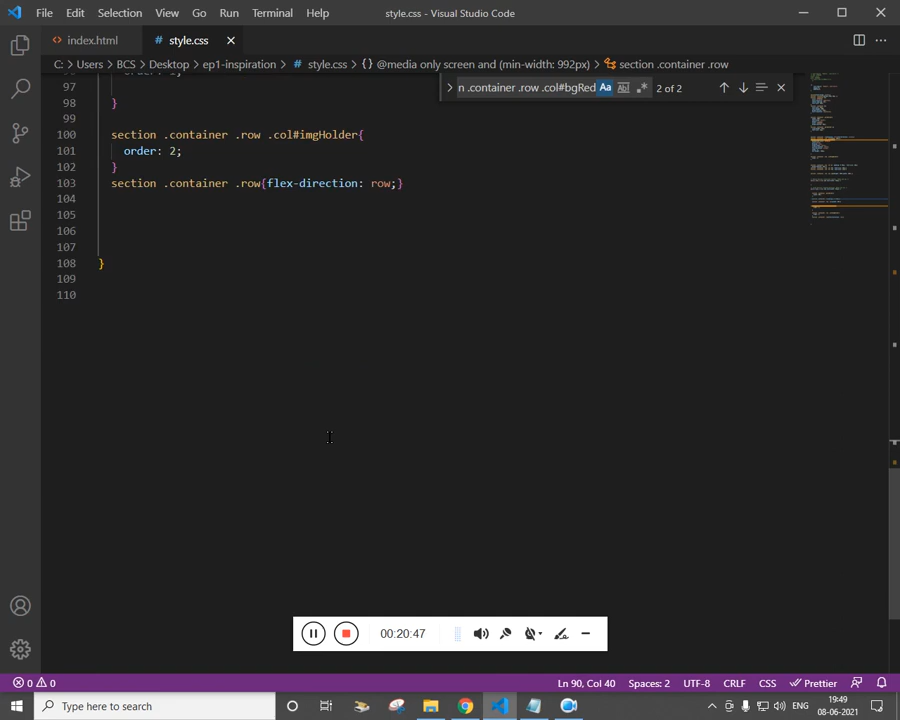 File Edit Selection View Go Run Terminal Help style.css - Visual Studio Code
<> index.html # style.css
C: > Users > BCS > Desktop > ep1-inspiration > # style.css > {} @media only screen and (min-width: 992px) > section .container .row
n .container .row .col#bgRed Aa Abl .* 2 of 2
97
98 }
99
100 section .container .row .col#imgHolder{
101 order: 2;
102 }
103 section .container .row{flex-direction: row;}
104
105
106
107
108 }
109
110
00:20:47
0 0 Ln 90, Col 40 Spaces: 2 UTF-8 CRLF CSS Prettier
Type here to search ENG 19:49
08-06-2021